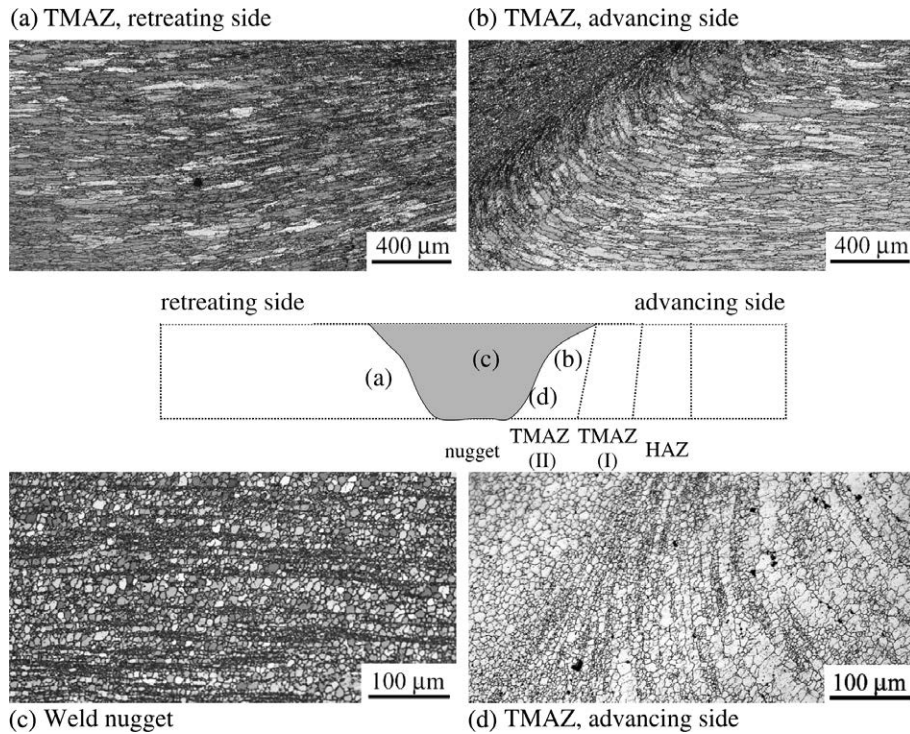 (a) TMAZ, retreating side
(b) TMAZ, advancing side
400 μm
400 μm
retreating side
advancing side
(a)
(c)
(b)
(d)
nugget
TMAZ
(II)
TMAZ
(I)
HAZ
100 μm
100 μm
(c) Weld nugget
(d) TMAZ, advancing side